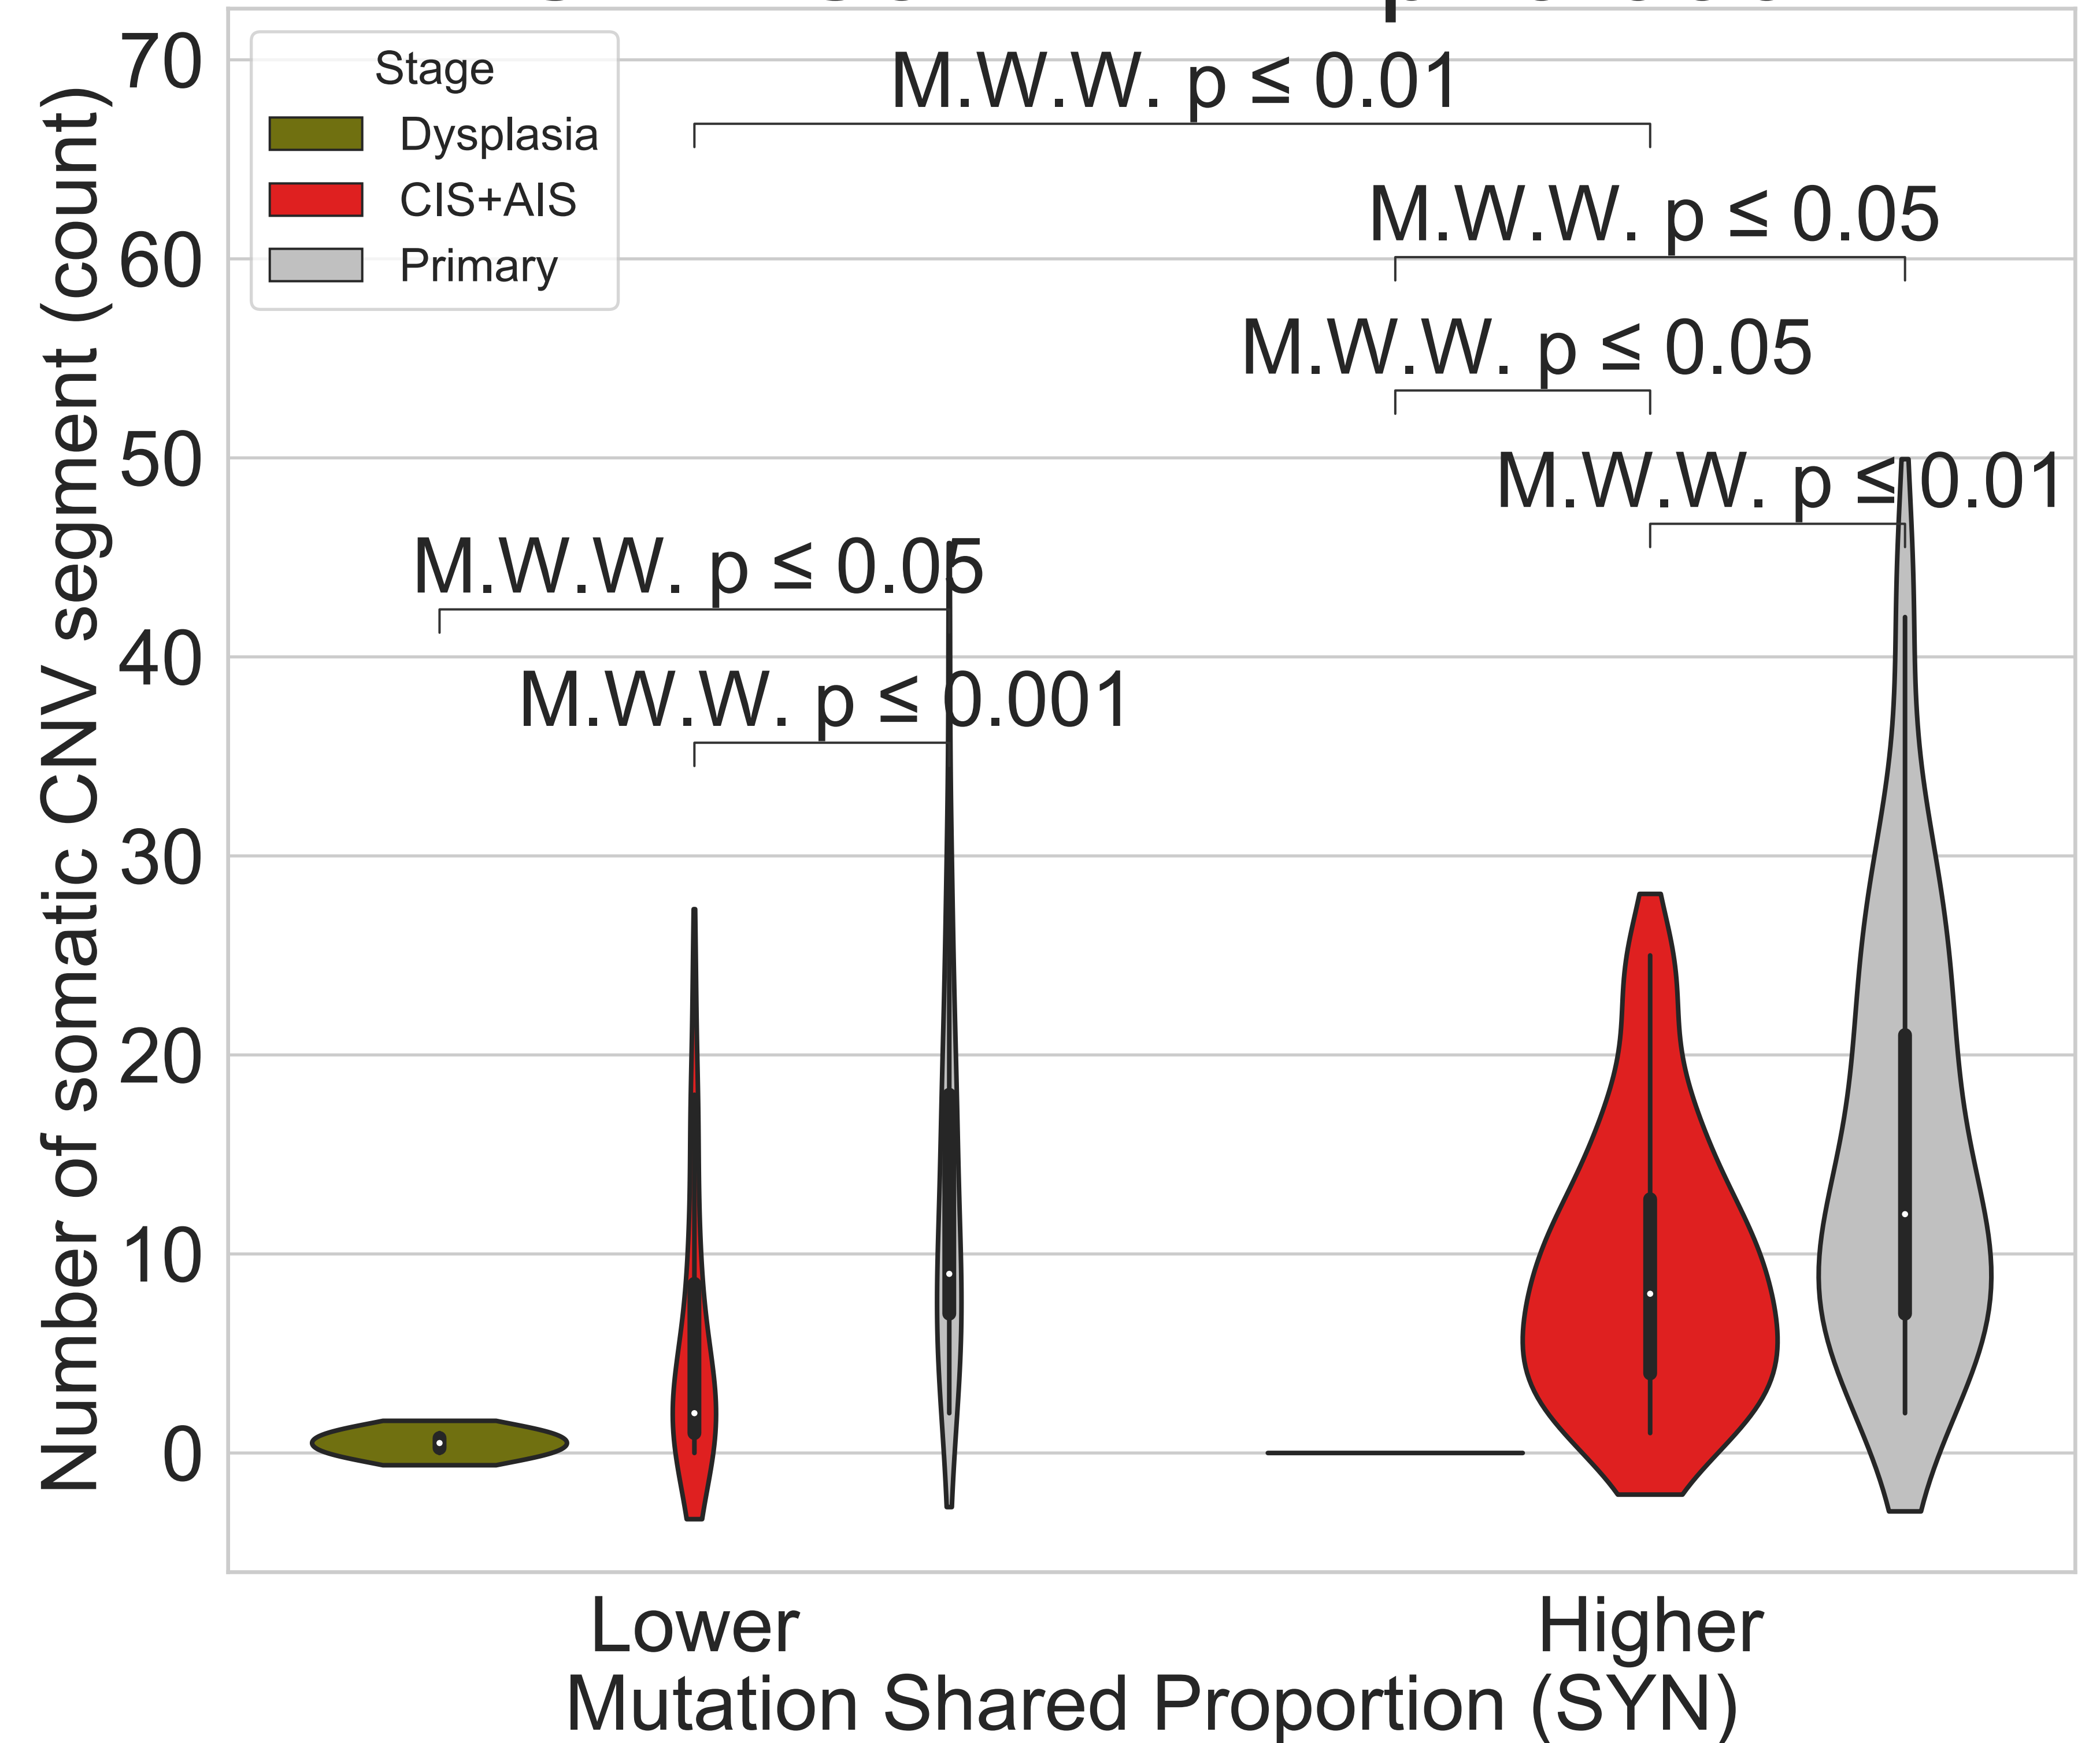 Number of somatic CNV segment (count)
70
60
50
40
30
20
10
0
Stage
Dysplasia
CIS+AIS
Primary
M.W.W. p ≤ 0.01
M.W.W. p ≤ 0.05
M.W.W. p ≤ 0.05
M.W.W. p ≤ 0.01
M.W.W. p ≤ 0.05
M.W.W. p ≤ 0.001
Lower
Higher
Mutation Shared Proportion (SYN)